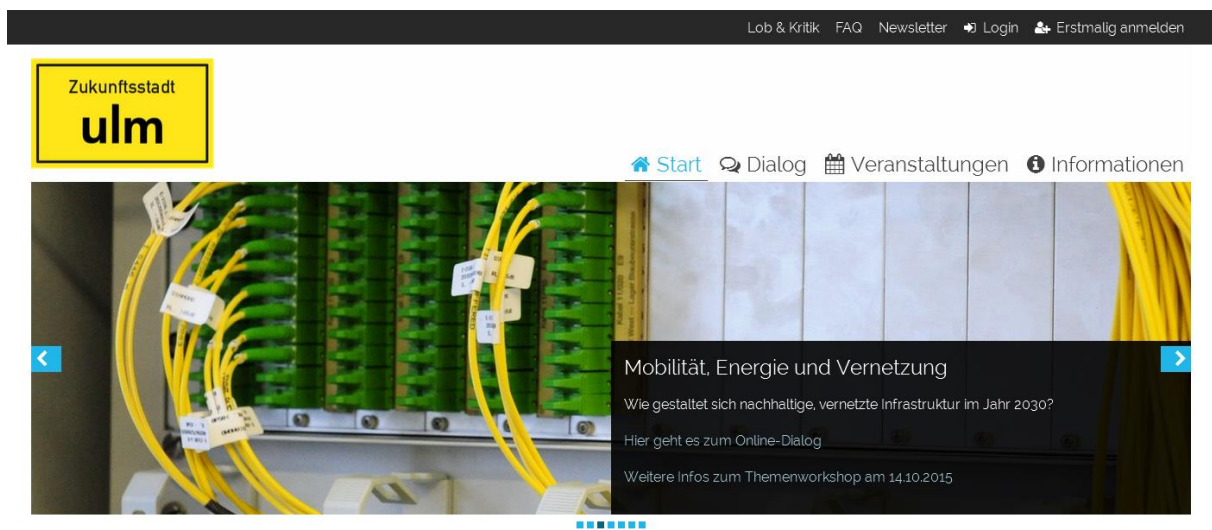 Lob & Kritik FAQ Newsletter Login Erstmalig anmelden
Zukunftsstadt
ulm
Start Dialog Veranstaltungen Informationen
Mobilität, Energie und Vernetzung
Wie gestaltet sich nachhaltige, vernetzte Infrastruktur im Jahr 2030?
Hier geht es zum Online-Dialog
Weitere Infos zum Themenworkshop am 14.10.2015